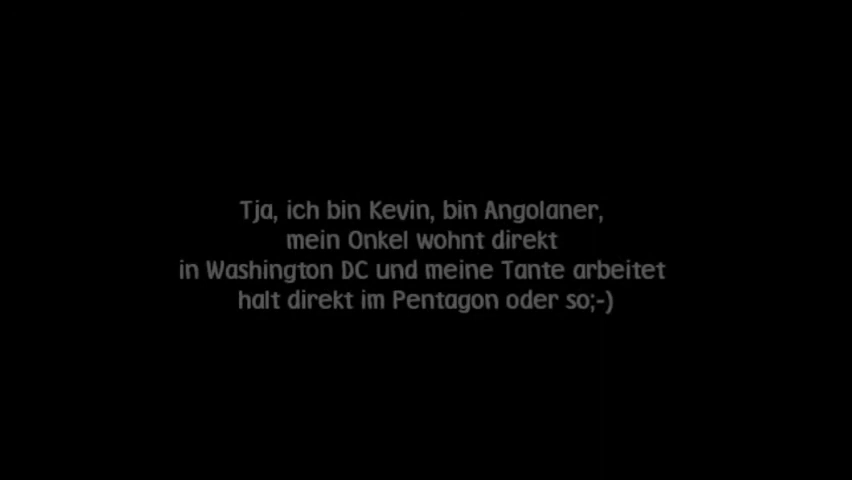 Tja, ich bin Kevin, bin Angolaner,
mein Onkel wohnt direkt
in Washington DC und meine Tante arbeitet
halt direkt im Pentagon oder so;-)